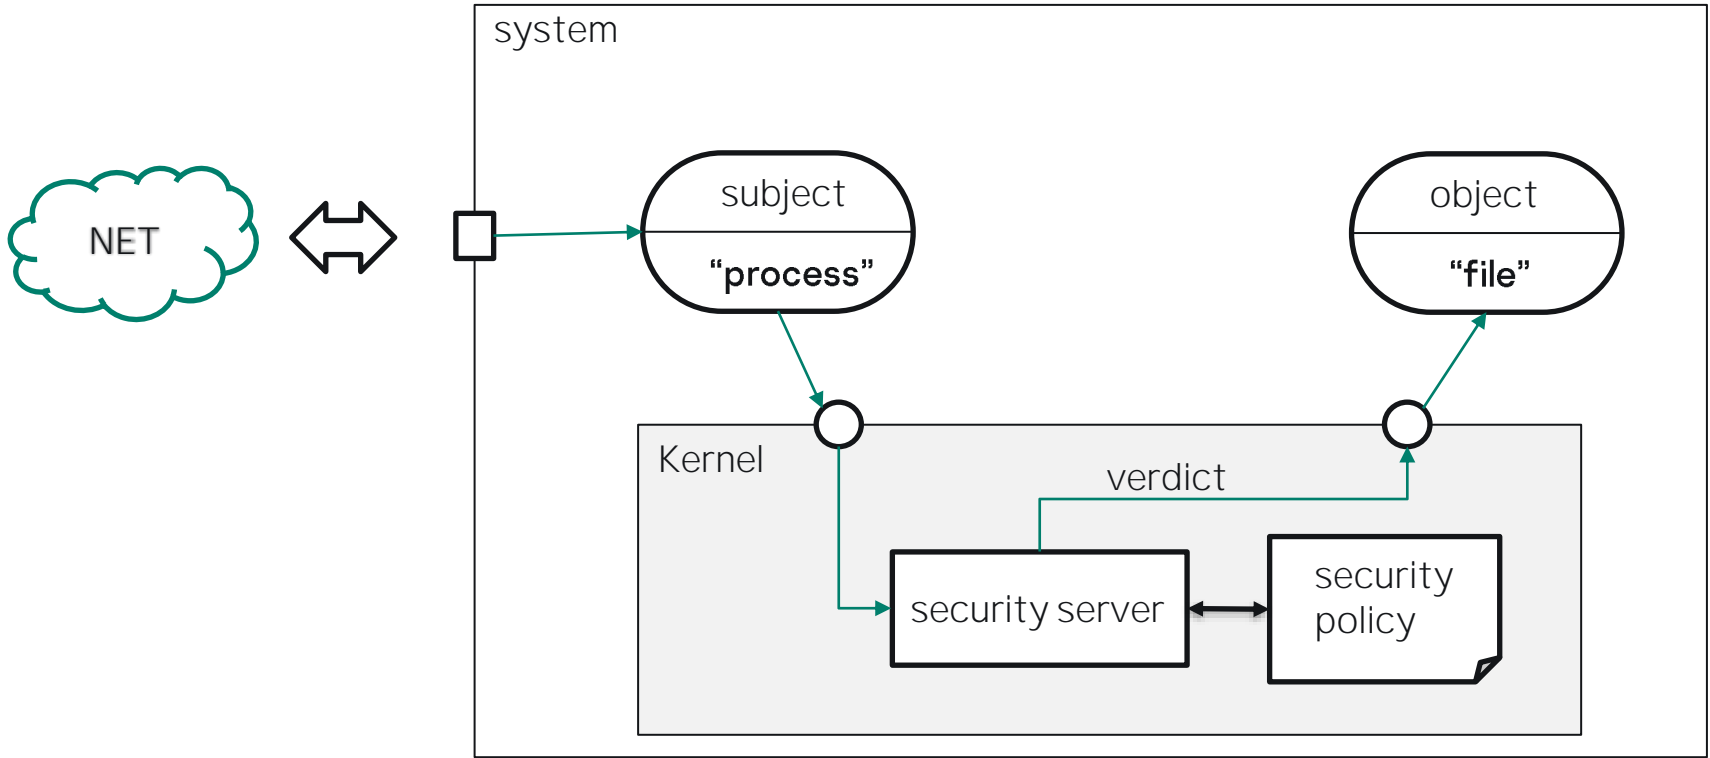 system
NET
subject
“process”
object
“file”
Kernel
verdict
security server
security
policy